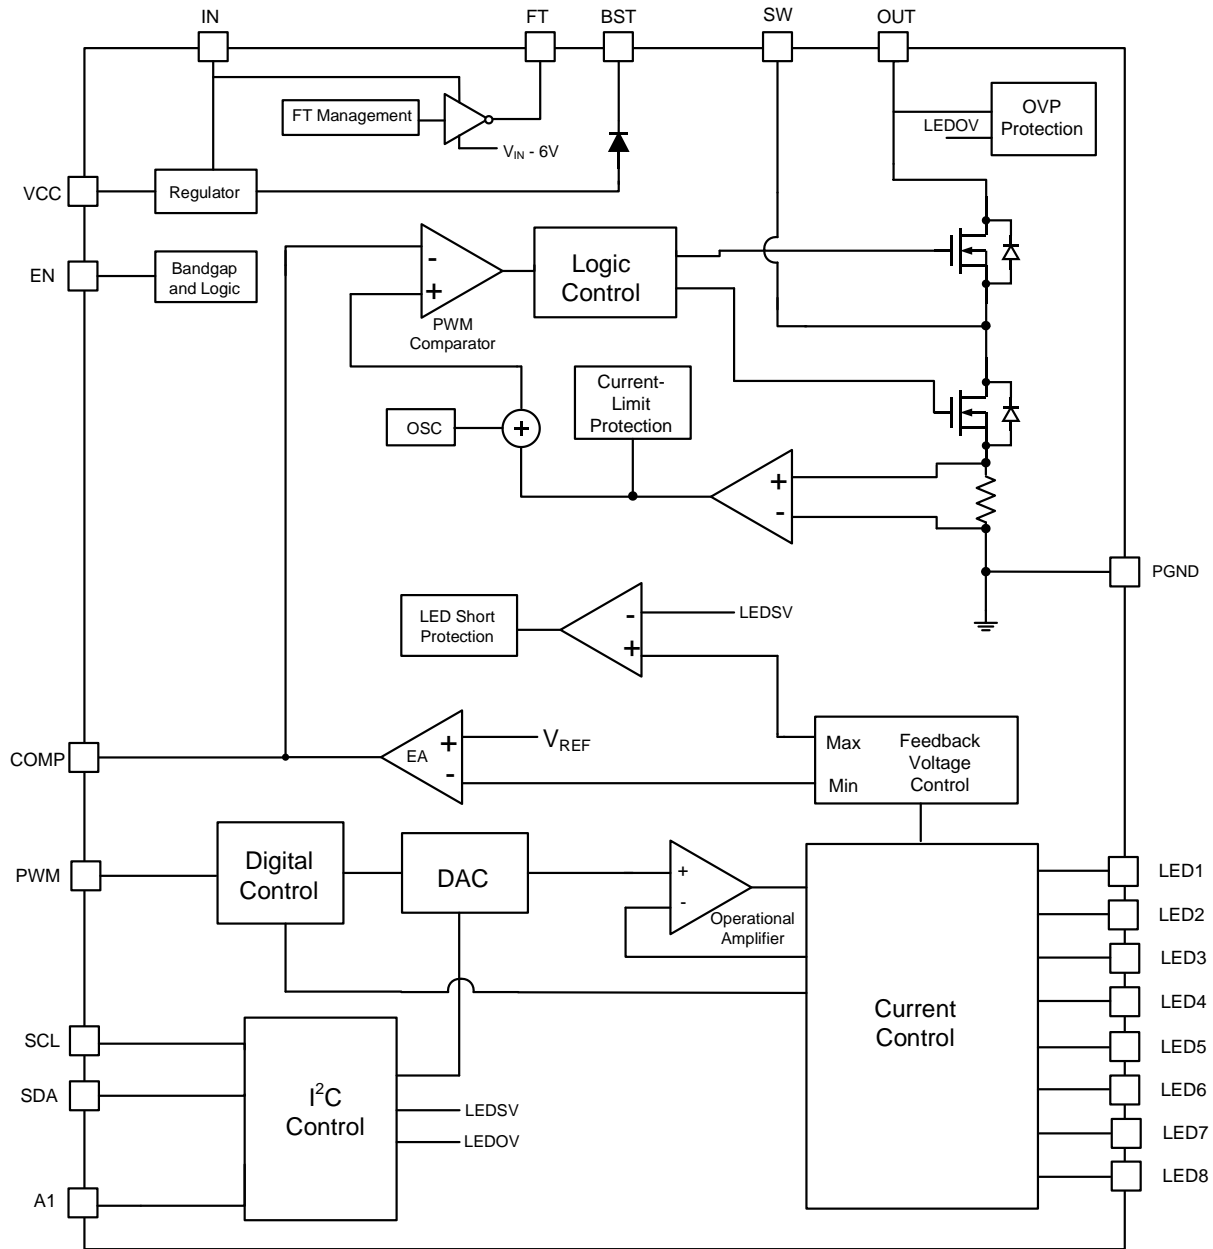 IN
FT
BST
SW
OUT
FT Management
OVP
Protection
LEDOV
VIN - 6V
VCC
Regulator
EN
Bandgap
and Logic
-
+
PWM
Comparator
Logic
Control
Current-
Limit
Protection
OSC
+
+
-
PGND
LED Short
Protection
-
+
LEDSV
COMP
EA
+
-
VREF
Max
Min
Feedback
Voltage
Control
PWM
Digital
Control
DAC
+
-
Operational
Amplifier
Current
Control
LED1
LED2
LED3
LED4
LED5
LED6
LED7
LED8
SCL
SDA
A1
I²C
Control
LEDSV
LEDOV